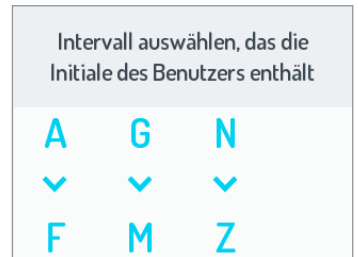 Intervall auswählen, das die
Initiale des Benutzers enthält
A G N
F M Z